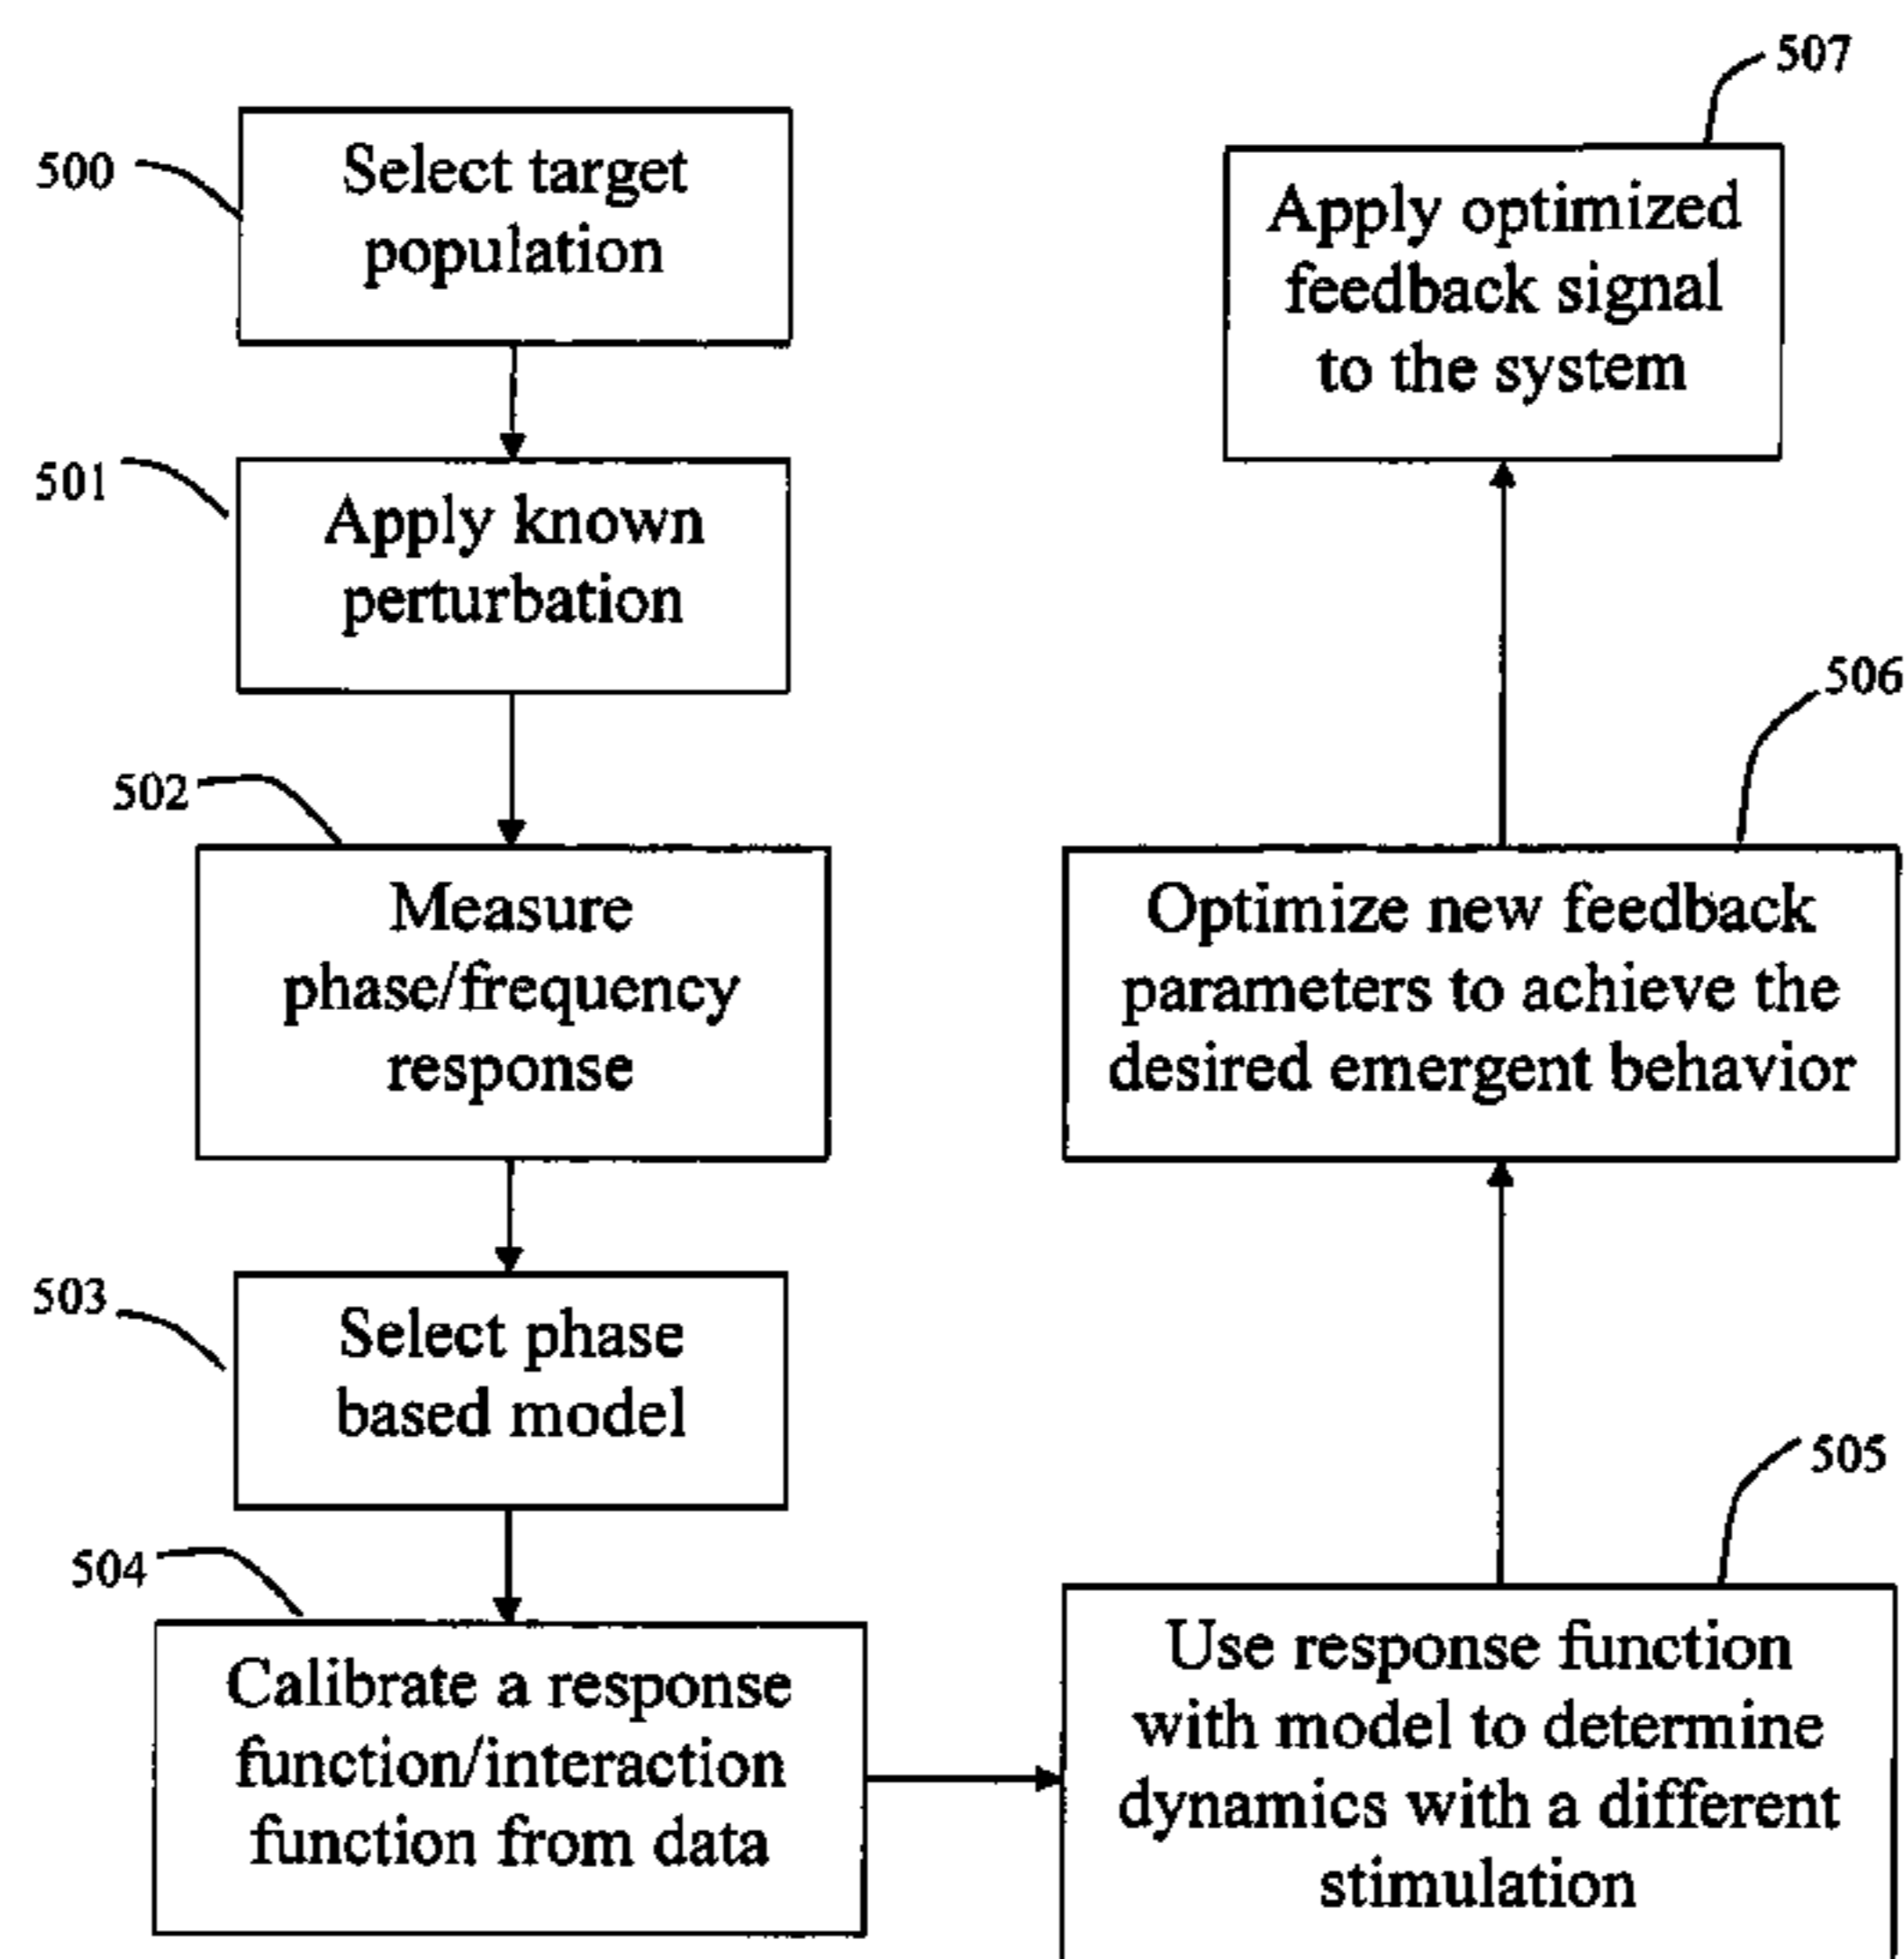 500
Select target
population
501
Apply known
perturbation
502
Measure
phase/frequency
response
503
Select phase
based model
504
Calibrate a response
function/interaction
function from data
505
Use response function
with model to determine
dynamics with a different
stimulation
506
Optimize new feedback
parameters to achieve the
desired emergent behavior
507
Apply optimized
feedback signal
to the system